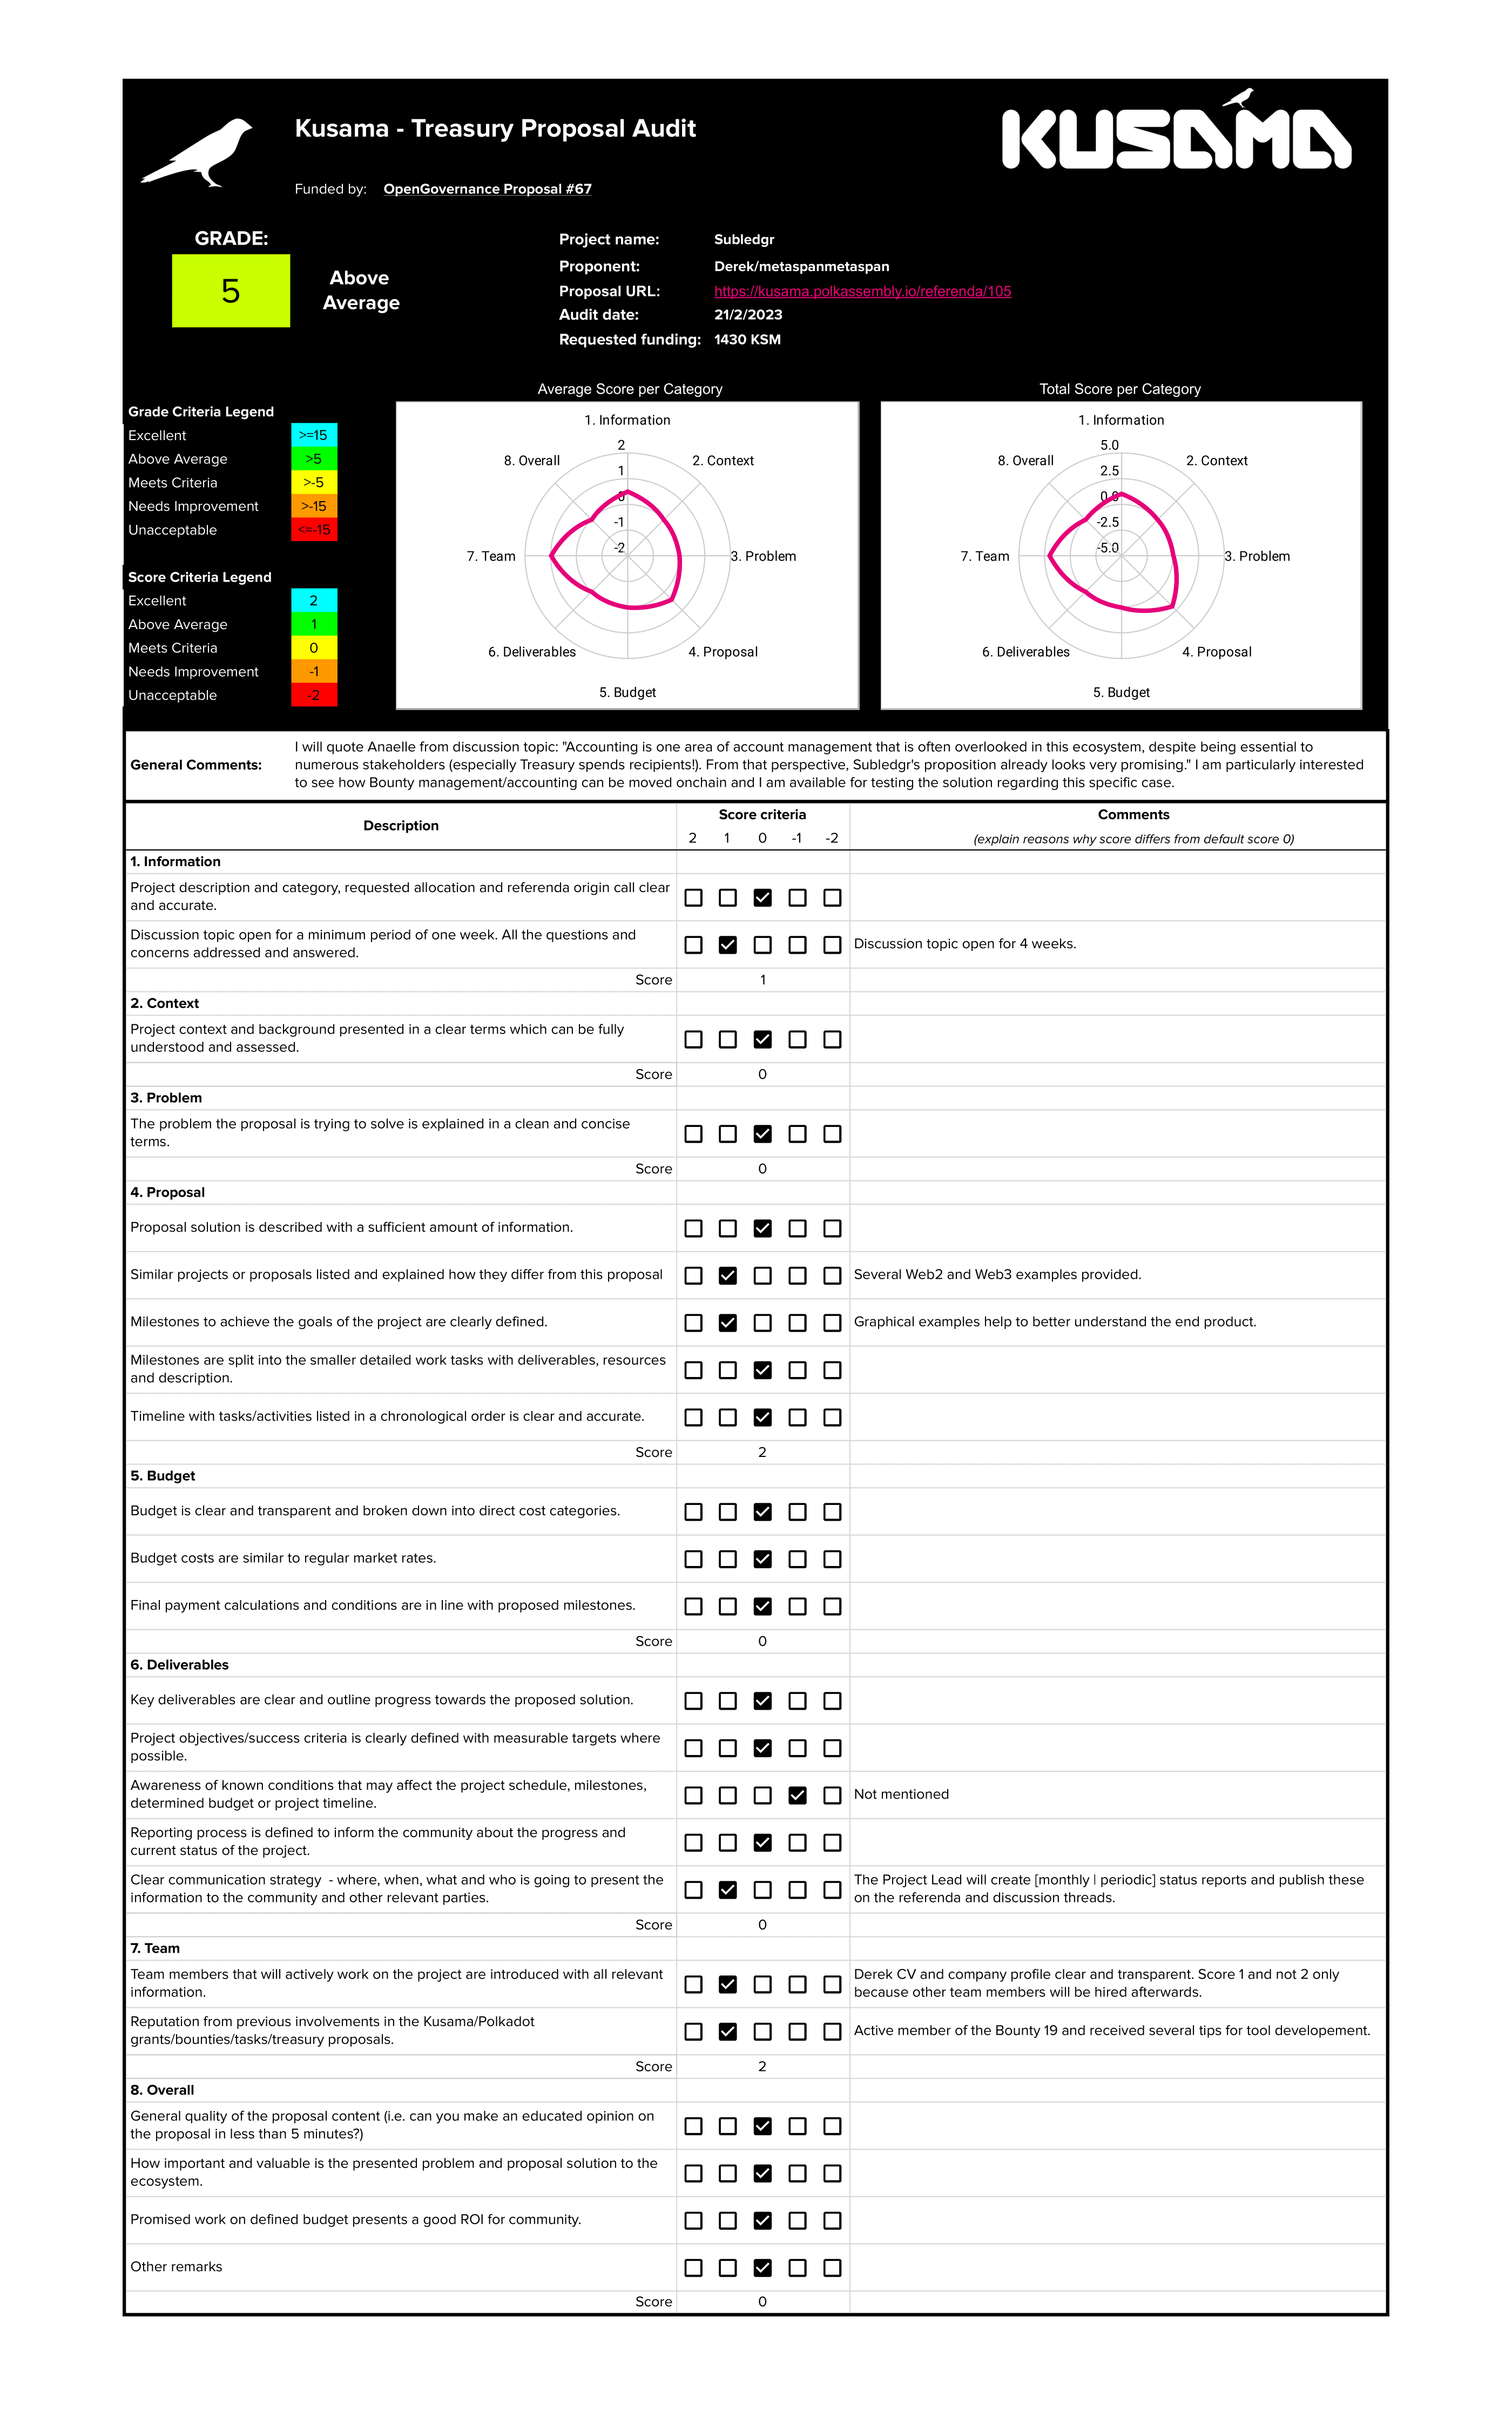 KUSAMA
Kusama - Treasury Proposal Audit
Funded by: OpenGovernance Proposal #67
GRADE:
5
Above
Average
Project name: Subledgr
Proponent: Derek/metaspanmetaspan
Proposal URL: https://kusama.polkassembly.io/referenda/105
Audit date: 21/2/2023
Requested funding: 1430 KSM
Grade Criteria Legend
Excellent >=15
Above Average >5
Meets Criteria >-5
Needs Improvement >-15
Unacceptable <=-15
Score Criteria Legend
Excellent 2
Above Average 1
Meets Criteria 0
Needs Improvement -1
Unacceptable -2
Average Score per Category
1. Information
2
8. Overall
2. Context
1
0
-1
7. Team
-2
3. Problem
6. Deliverables
4. Proposal
5. Budget
Total Score per Category
1. Information
5.0
8. Overall
2. Context
2.5
0.0
-2.5
7. Team
-5.0
3. Problem
6. Deliverables
4. Proposal
5. Budget
General Comments:
I will quote Anaelle from discussion topic: "Accounting is one area of account management that is often overlooked in this ecosystem, despite being essential to
numerous stakeholders (especially Treasury spends recipients!). From that perspective, Subledgr's proposition already looks very promising." I am particularly interested
to see how Bounty management/accounting can be moved onchain and I am available for testing the solution regarding this specific case.
Description
Score criteria
2 1 0 -1 -2
Comments
(explain reasons why score differs from default score 0)
1. Information
Project description and category, requested allocation and referenda origin call clear
and accurate.
Discussion topic open for a minimum period of one week. All the questions and
concerns addressed and answered.
Discussion topic open for 4 weeks.
Score 1
2. Context
Project context and background presented in a clear terms which can be fully
understood and assessed.
Score 0
3. Problem
The problem the proposal is trying to solve is explained in a clean and concise
terms.
Score 0
4. Proposal
Proposal solution is described with a sufficient amount of information.
Similar projects or proposals listed and explained how they differ from this proposal
Several Web2 and Web3 examples provided.
Milestones to achieve the goals of the project are clearly defined.
Graphical examples help to better understand the end product.
Milestones are split into the smaller detailed work tasks with deliverables, resources
and description.
Timeline with tasks/activities listed in a chronological order is clear and accurate.
Score 2
5. Budget
Budget is clear and transparent and broken down into direct cost categories.
Budget costs are similar to regular market rates.
Final payment calculations and conditions are in line with proposed milestones.
Score 0
6. Deliverables
Key deliverables are clear and outline progress towards the proposed solution.
Project objectives/success criteria is clearly defined with measurable targets where
possible.
Awareness of known conditions that may affect the project schedule, milestones,
determined budget or project timeline.
Not mentioned
Reporting process is defined to inform the community about the progress and
current status of the project.
Clear communication strategy - where, when, what and who is going to present the
information to the community and other relevant parties.
The Project Lead will create [monthly | periodic] status reports and publish these
on the referenda and discussion threads.
Score 0
7. Team
Team members that will actively work on the project are introduced with all relevant
information.
Derek CV and company profile clear and transparent. Score 1 and not 2 only
because other team members will be hired afterwards.
Reputation from previous involvements in the Kusama/Polkadot
grants/bounties/tasks/treasury proposals.
Active member of the Bounty 19 and received several tips for tool developement.
Score 2
8. Overall
General quality of the proposal content (i.e. can you make an educated opinion on
the proposal in less than 5 minutes?)
How important and valuable is the presented problem and proposal solution to the
ecosystem.
Promised work on defined budget presents a good ROI for community.
Other remarks
Score 0